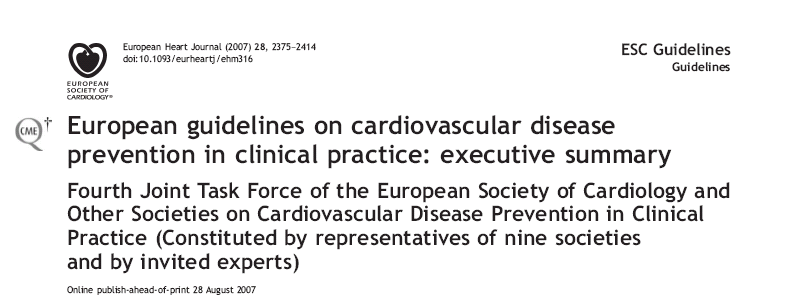 European Heart Journal (2007) 28, 2375–2414
doi:10.1093/eurheartj/ehm316
ESC Guidelines
Guidelines
EUROPEAN
SOCIETY OF
CARDIOLOGY®
CME †
European guidelines on cardiovascular disease
prevention in clinical practice: executive summary
Fourth Joint Task Force of the European Society of Cardiology and
Other Societies on Cardiovascular Disease Prevention in Clinical
Practice (Constituted by representatives of nine societies
and by invited experts)
Online publish-ahead-of-print 28 August 2007